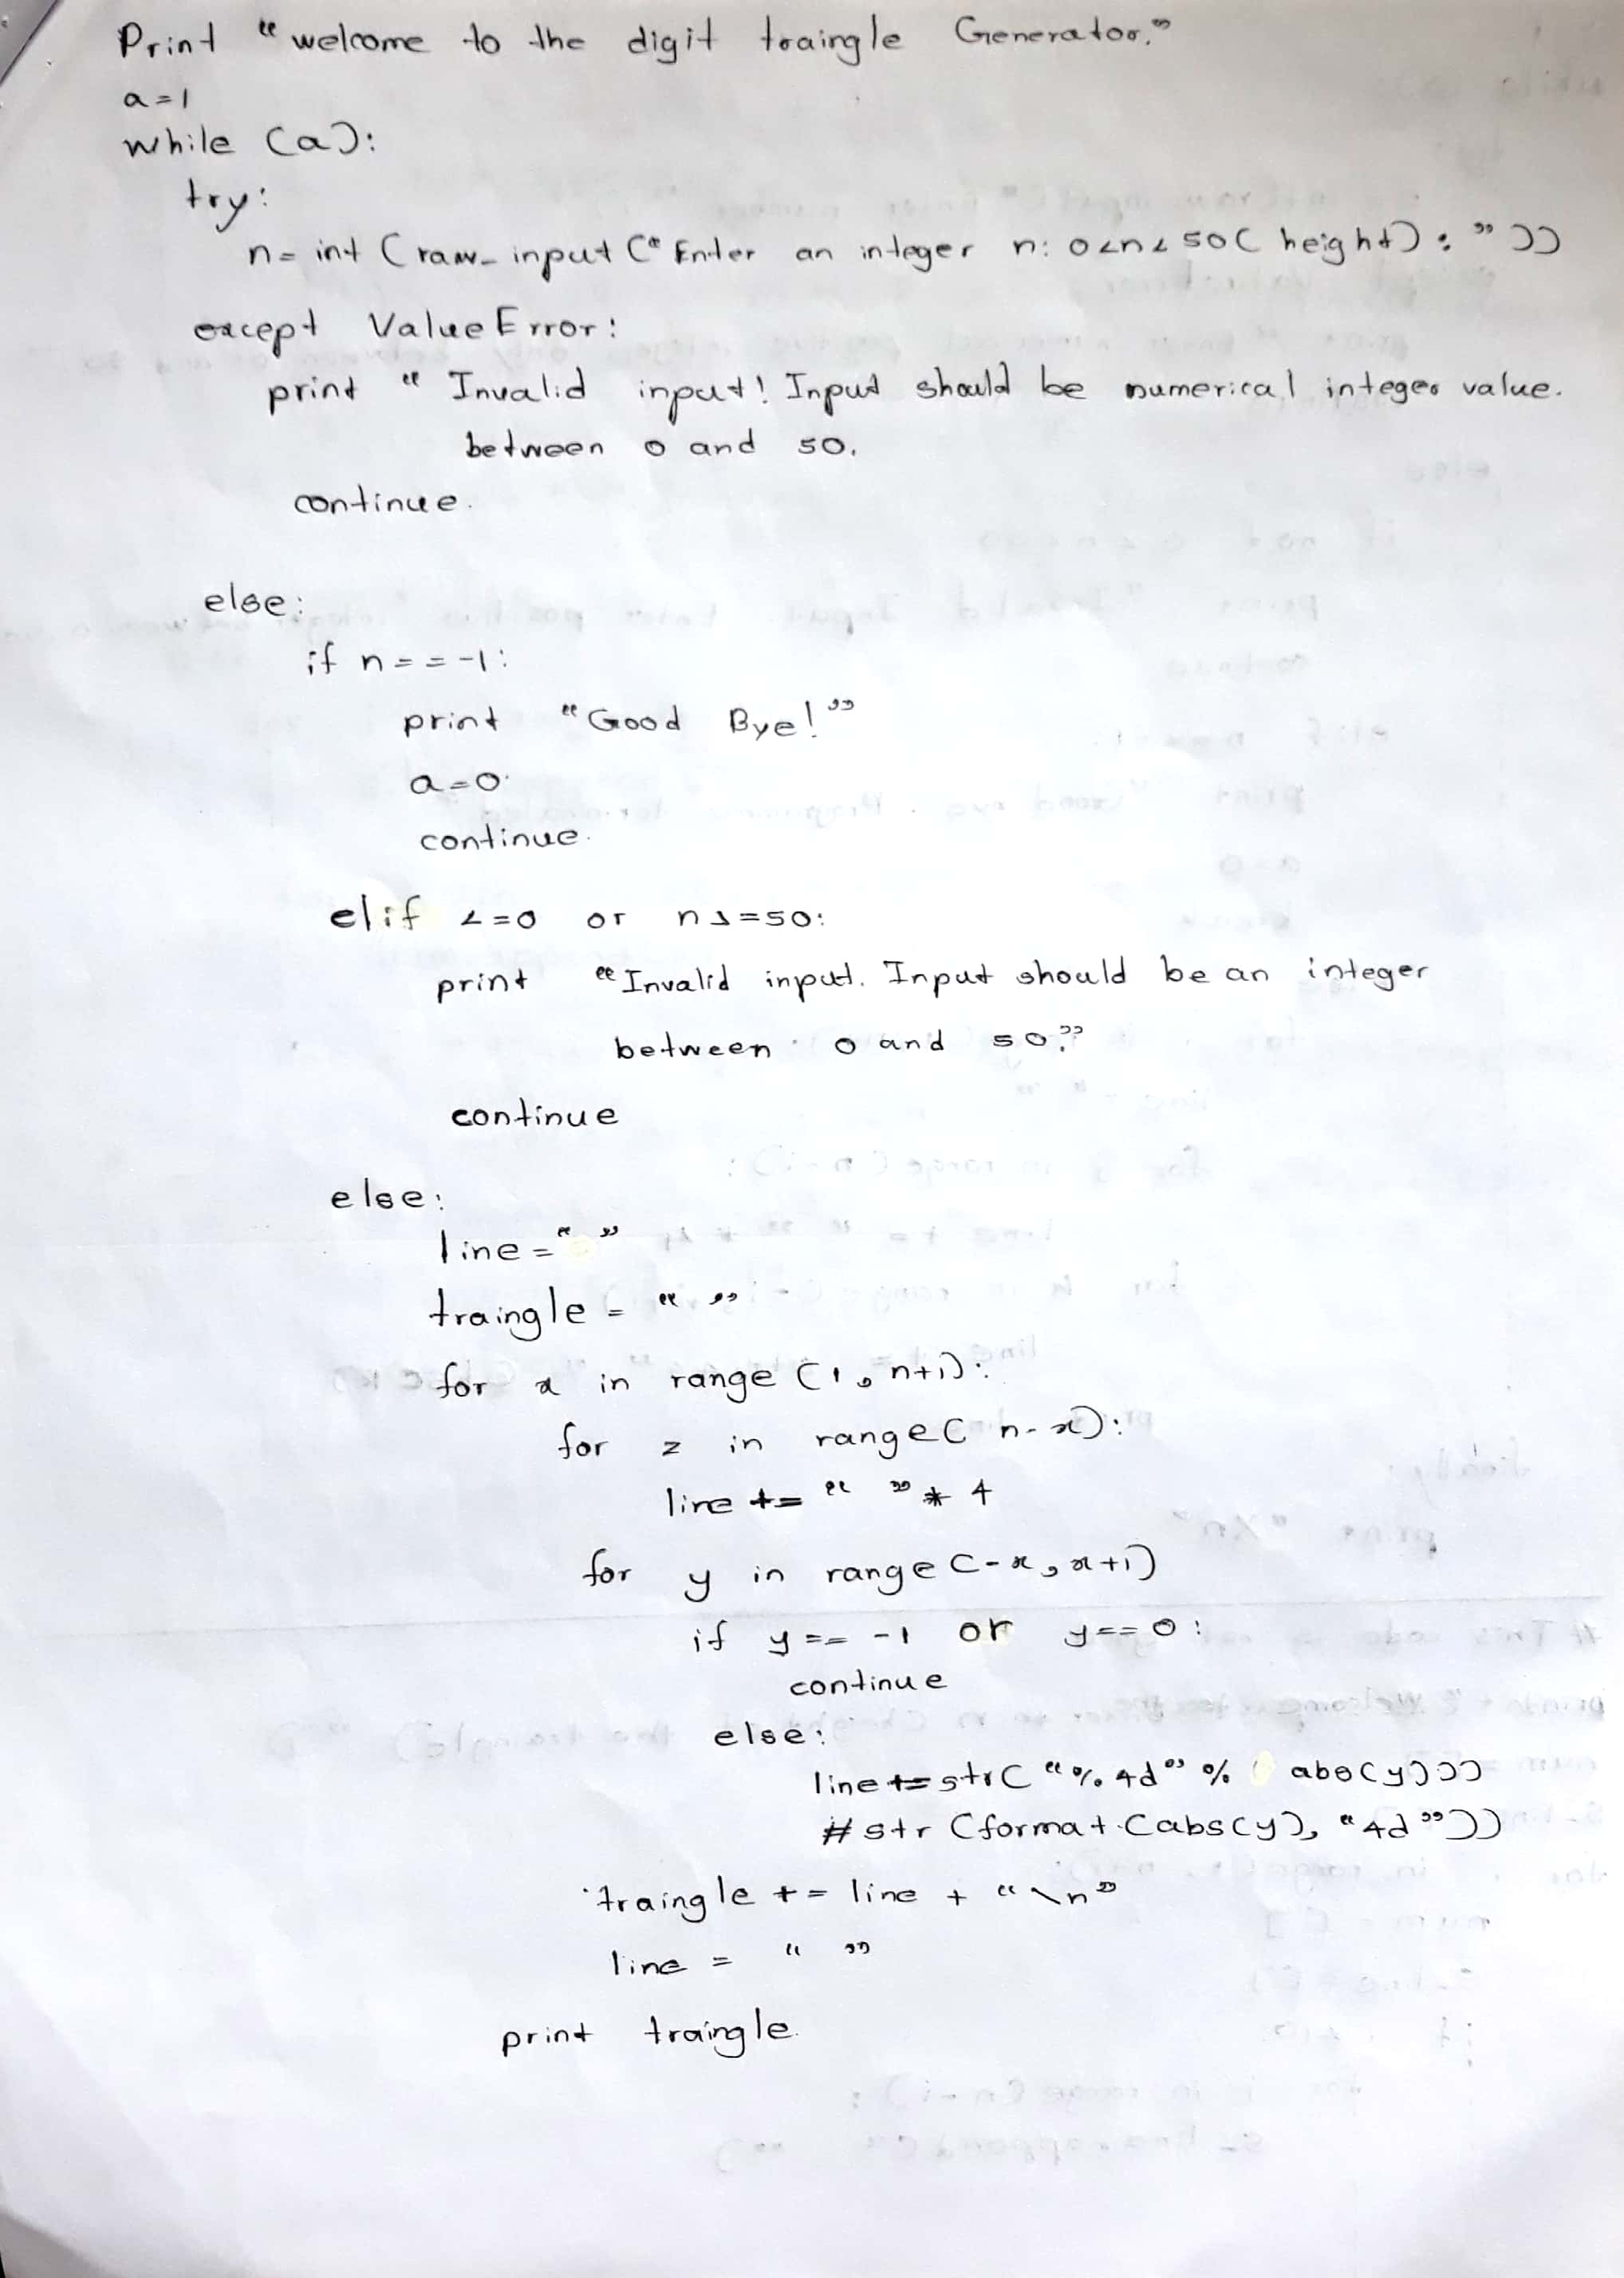 Print “welcome to the digit traingle Generator.”
a=1
while (a):
try:
n= int (raw_input (“Enter an integer n: 0<n<50( height) : ”))
except ValueError:
print “ Invalid input! Input should be numerical integer value.
between 0 and 50.
continue.
else:
if n==-1:
print “Good Bye!”
a=0
continue.
elif <=0 or n>=50:
print “Invalid input. Input should be an integer
between 0 and 50.”
continue
else:
line=“ ”
traingle = “ ”
for x in range (1, n+1):
for z in range( n-x):
line += “ ” * 4
for y in range (-x, x+1)
if y == -1 or y==0:
continue
else:
line += str( “%4d” % abs(y)))
# str (format (abs(y), “4d”))
traingle += line + “\n”
line = “ ”
print traingle.